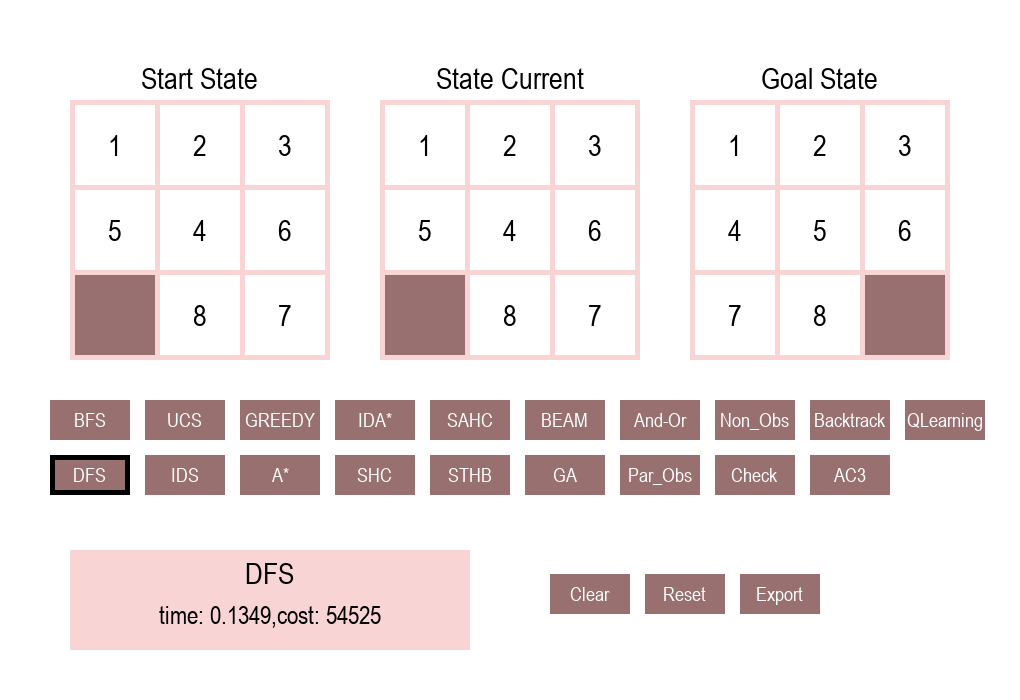 Start State State Current Goal State
1 2 3 1 2 3 1 2 3
5 4 6 5 4 6 4 5 6
8 7 8 7 7 8
BFS UCS GREEDY IDA* SAHC BEAM And-Or Non_Obs Backtrack QLearning
DFS IDS A* SHC STHB GA Par_Obs Check AC3
DFS
time: 0.1349,cost: 54525
Clear Reset Export